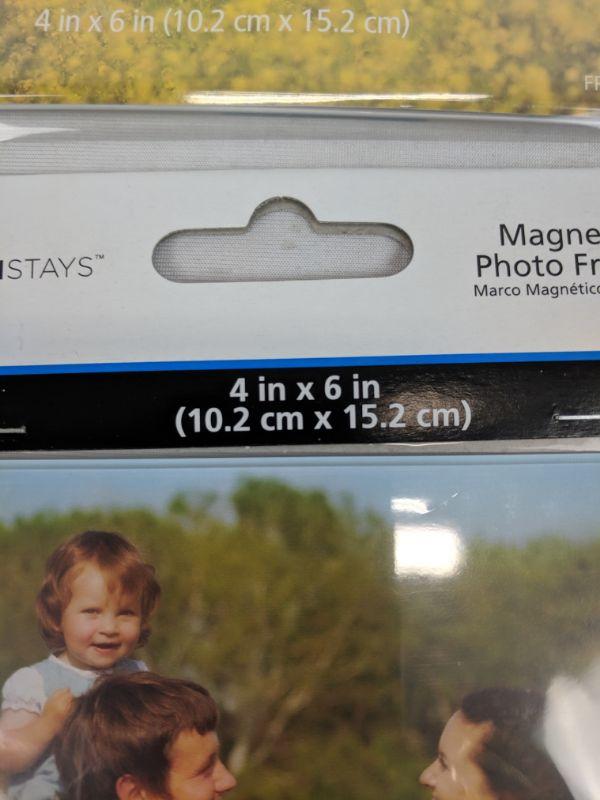 4 in x 6 in (10.2 cm x 15.2 cm)
STAYS™
Magne
Photo Fr
Marco Magnético
4 in x 6 in
(10.2 cm x 15.2 cm)